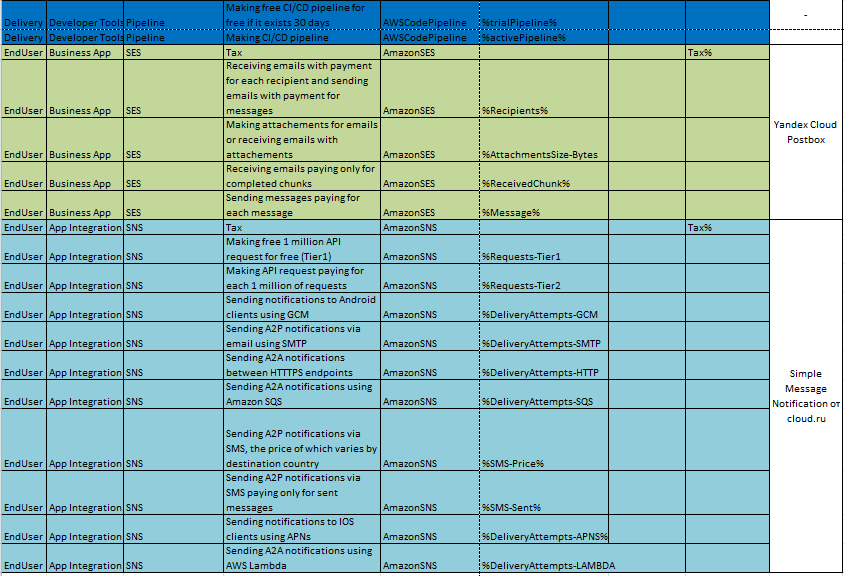 Making free CI/CD pipeline for
free if it exists 30 days
Delivery Developer Tools Pipeline AWSCodePipeline %trialPipeline% -
Delivery Developer Tools Pipeline Making CI/CD pipeline AWSCodePipeline %activePipeline%
EndUser Business App SES Tax AmazonSES Tax%
Receiving emails with payment
for each recipient and sending
emails with payment for
EndUser Business App SES messages AmazonSES %Recipients%
Making attachements for emails
or receiving emails with
EndUser Business App SES attachements AmazonSES %AttachmentsSize-Bytes
Receiving emails paying only for
EndUser Business App SES completed chunks AmazonSES %ReceivedChunk%
Sending messages paying for
EndUser Business App SES each message AmazonSES %Message%
Yandex Cloud
Postbox
EndUser App Integration SNS Tax AmazonSNS Tax%
Making free 1 million API
EndUser App Integration SNS request for free (Tier1) AmazonSNS %Requests-Tier1
Making API request paying for
EndUser App Integration SNS each 1 million of requests AmazonSNS %Requests-Tier2
Sending notifications to Android
EndUser App Integration SNS clients using GCM AmazonSNS %DeliveryAttempts-GCM
Sending A2P notifications via
EndUser App Integration SNS email using SMTP AmazonSNS %DeliveryAttempts-SMTP
Sending A2A notifications
EndUser App Integration SNS between HTTTPS endpoints AmazonSNS %DeliveryAttempts-HTTP
Sending A2A notifications using
EndUser App Integration SNS Amazon SQS AmazonSNS %DeliveryAttempts-SQS
Sending A2P notifications via
SMS, the price of which varies by
EndUser App Integration SNS destination country AmazonSNS %SMS-Price%
Sending A2P notifications via
SMS paying only for sent
EndUser App Integration SNS messages AmazonSNS %SMS-Sent%
Sending notifications to IOS
EndUser App Integration SNS clients using APNs AmazonSNS %DeliveryAttempts-APNS%
Sending A2A notifications using
EndUser App Integration SNS AWS Lambda AmazonSNS %DeliveryAttempts-LAMBDA
Simple
Message
Notification от
cloud.ru